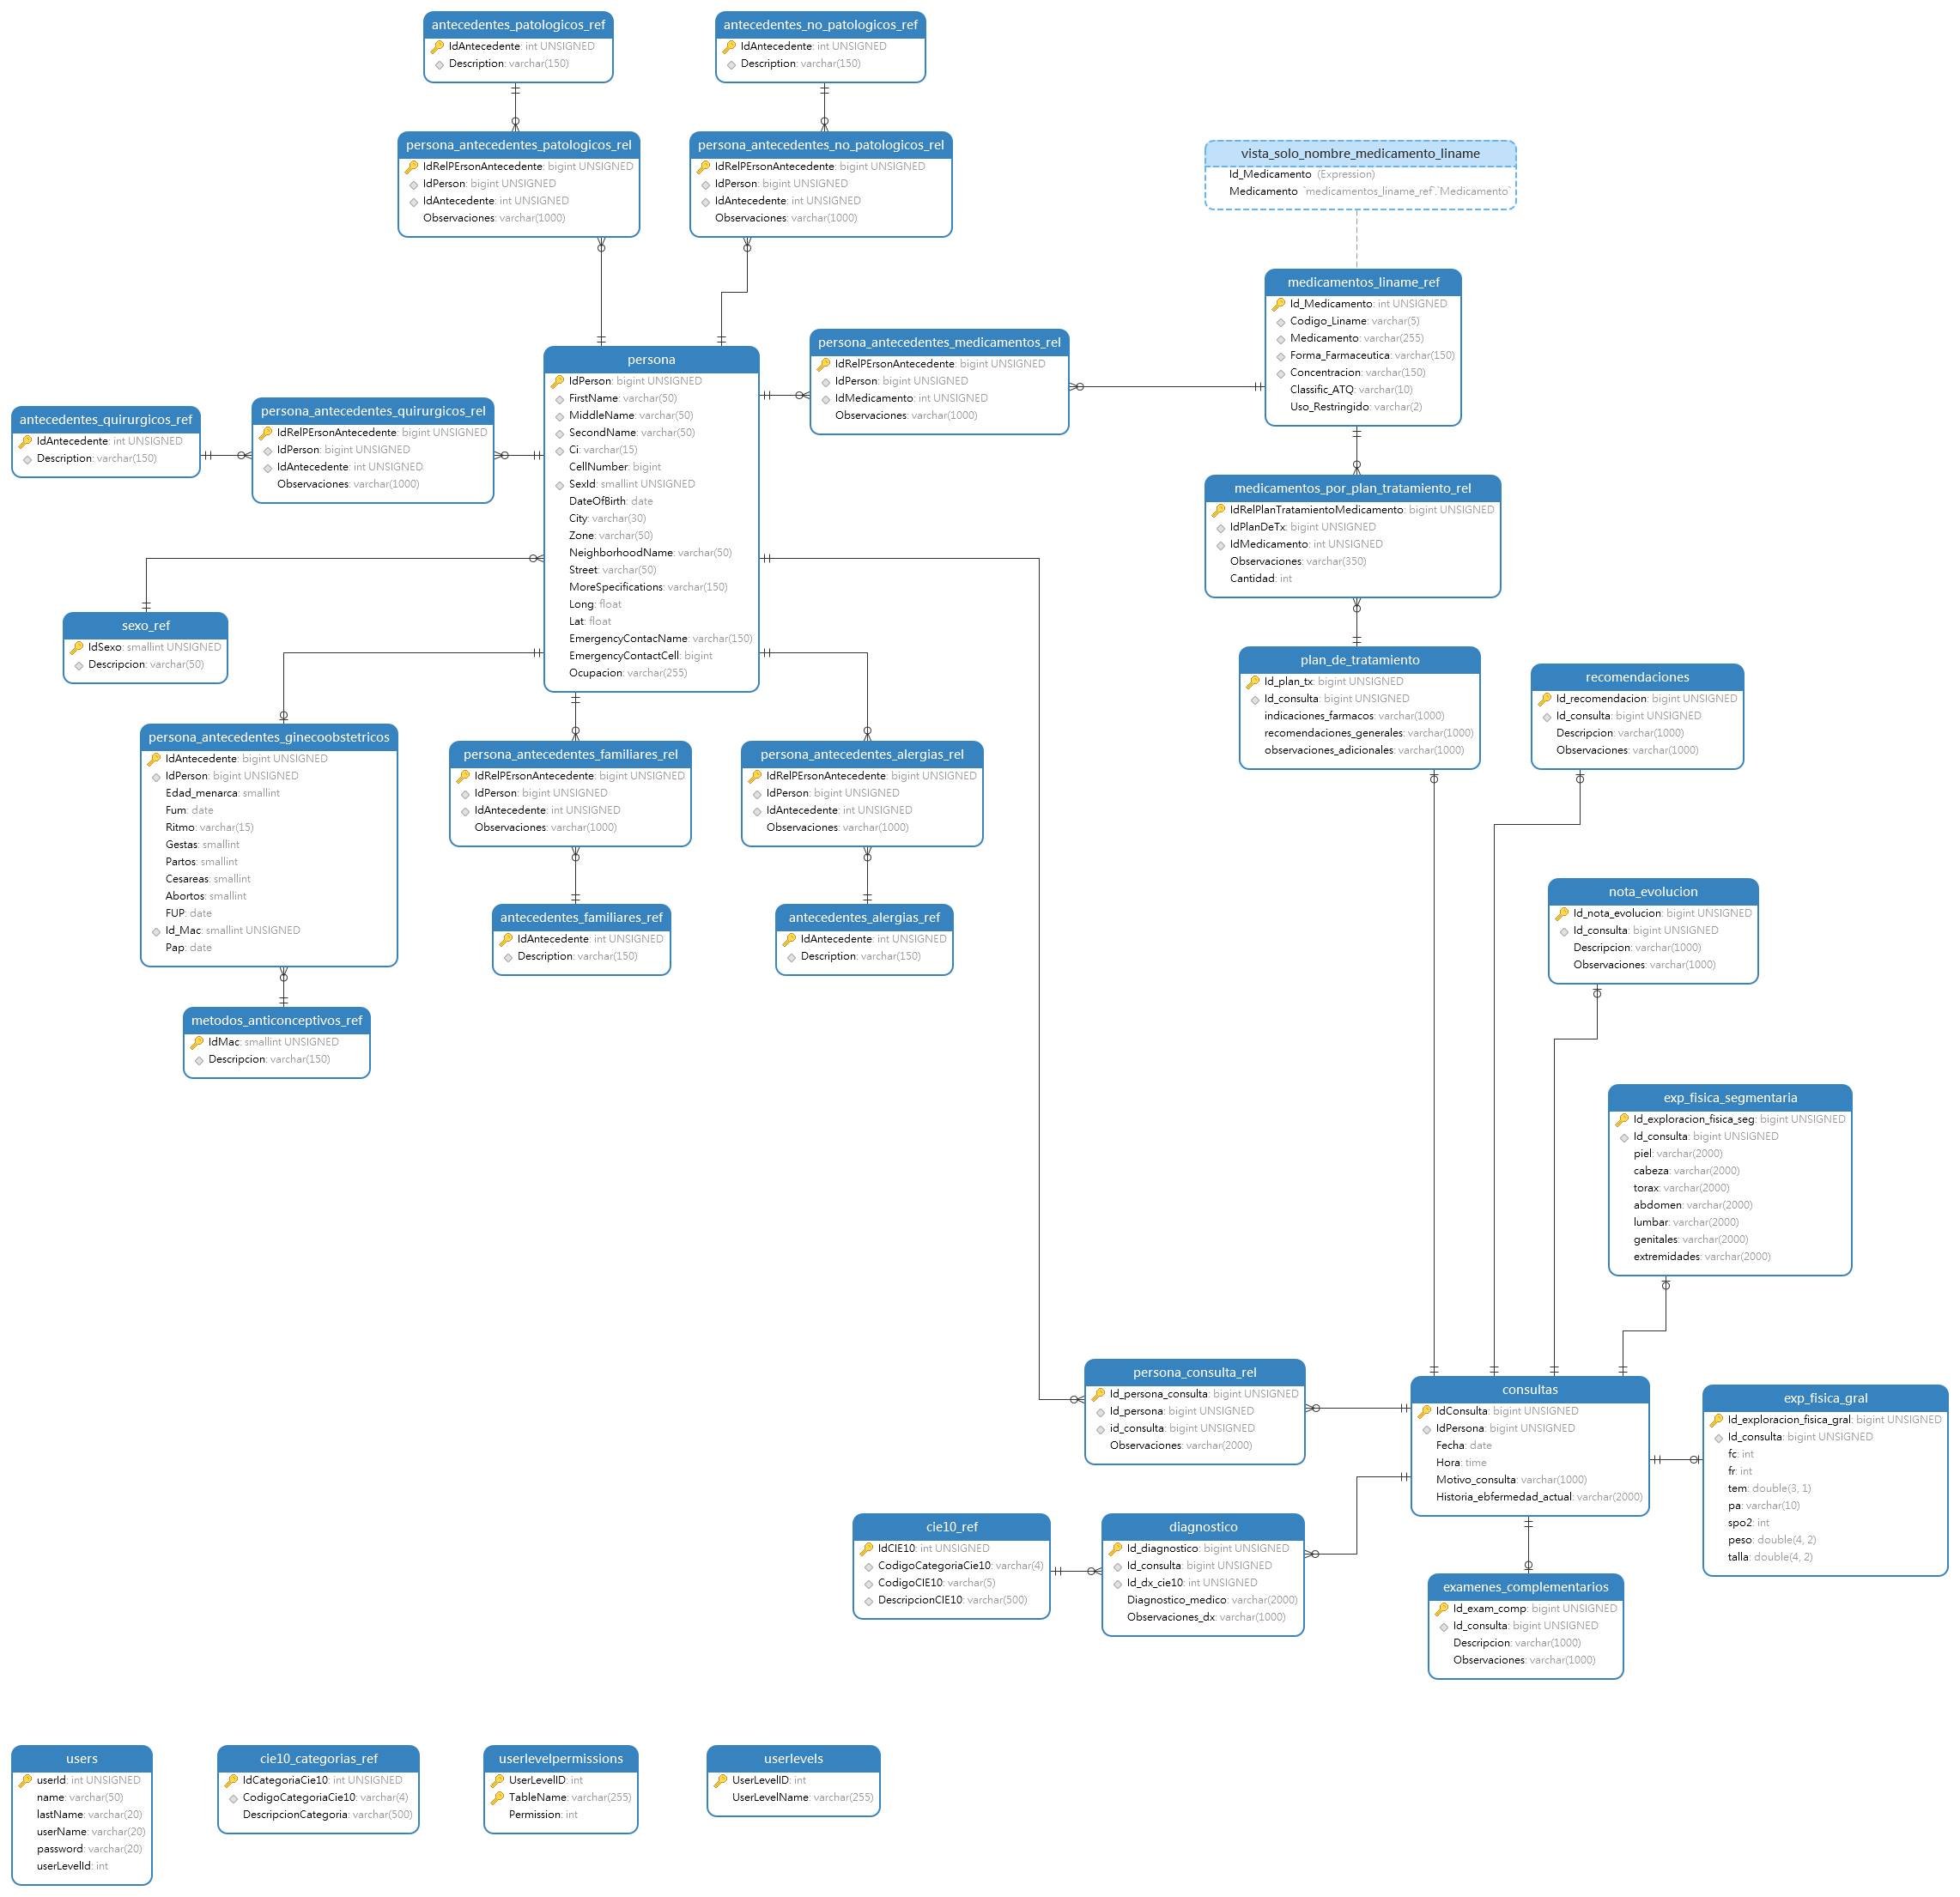 antecedentes_patologicos_ref
IdAntecedente: int UNSIGNED
Description: varchar(150)
antecedentes_no_patologicos_ref
IdAntecedente: int UNSIGNED
Description: varchar(150)
persona_antecedentes_patologicos_rel
IdRelPErsonAntecedente: bigint UNSIGNED
IdPerson: bigint UNSIGNED
IdAntecedente: int UNSIGNED
Observaciones: varchar(1000)
persona_antecedentes_no_patologicos_rel
IdRelPErsonAntecedente: bigint UNSIGNED
IdPerson: bigint UNSIGNED
IdAntecedente: int UNSIGNED
Observaciones: varchar(1000)
vista_solo_nombre_medicamento_liname
Id_Medicamento (Expression)
Medicamento `medicamentos_liname_ref`.`Medicamento`
medicamentos_liname_ref
Id_Medicamento: int UNSIGNED
Codigo_Liname: varchar(5)
Medicamento: varchar(255)
Forma_Farmaceutica: varchar(150)
Concentracion: varchar(150)
Classific_ATQ: varchar(10)
Uso_Restringido: varchar(2)
persona_antecedentes_medicamentos_rel
IdRelPErsonAntecedente: bigint UNSIGNED
IdPerson: bigint UNSIGNED
IdMedicamento: int UNSIGNED
Observaciones: varchar(1000)
persona
IdPerson: bigint UNSIGNED
FirstName: varchar(50)
MiddleName: varchar(50)
SecondName: varchar(50)
Ci: varchar(15)
CellNumber: bigint
SexId: smallint UNSIGNED
DateOfBirth: date
City: varchar(30)
Zone: varchar(50)
NeighborhoodName: varchar(50)
Street: varchar(50)
MoreSpecifications: varchar(150)
Long: float
Lat: float
EmergencyContacName: varchar(150)
EmergencyContactCell: bigint
Ocupacion: varchar(255)
antecedentes_quirurgicos_ref
IdAntecedente: int UNSIGNED
Description: varchar(150)
persona_antecedentes_quirurgicos_rel
IdRelPErsonAntecedente: bigint UNSIGNED
IdPerson: bigint UNSIGNED
IdAntecedente: int UNSIGNED
Observaciones: varchar(1000)
medicamentos_por_plan_tratamiento_rel
IdRelPlanTratamientoMedicamento: bigint UNSIGNED
IdPlanDeTx: bigint UNSIGNED
IdMedicamento: int UNSIGNED
Observaciones: varchar(350)
Cantidad: int
sexo_ref
IdSexo: smallint UNSIGNED
Descripcion: varchar(50)
plan_de_tratamiento
Id_plan_tx: bigint UNSIGNED
Id_consulta: bigint UNSIGNED
indicaciones_farmacos: varchar(1000)
recomendaciones_generales: varchar(1000)
observaciones_adicionales: varchar(1000)
recomendaciones
Id_recomendacion: bigint UNSIGNED
Id_consulta: bigint UNSIGNED
Descripcion: varchar(1000)
Observaciones: varchar(1000)
persona_antecedentes_ginecoobstetricos
IdAntecedente: bigint UNSIGNED
IdPerson: bigint UNSIGNED
Edad_menarca: smallint
Fum: date
Ritmo: varchar(15)
Gestas: smallint
Partos: smallint
Cesareas: smallint
Abortos: smallint
FUP: date
Id_Mac: smallint UNSIGNED
Pap: date
persona_antecedentes_familiares_rel
IdRelPErsonAntecedente: bigint UNSIGNED
IdPerson: bigint UNSIGNED
IdAntecedente: int UNSIGNED
Observaciones: varchar(1000)
persona_antecedentes_alergias_rel
IdRelPErsonAntecedente: bigint UNSIGNED
IdPerson: bigint UNSIGNED
IdAntecedente: int UNSIGNED
Observaciones: varchar(1000)
nota_evolucion
Id_nota_evolucion: bigint UNSIGNED
Id_consulta: bigint UNSIGNED
Descripcion: varchar(1000)
Observaciones: varchar(1000)
antecedentes_familiares_ref
IdAntecedente: int UNSIGNED
Description: varchar(150)
antecedentes_alergias_ref
IdAntecedente: int UNSIGNED
Description: varchar(150)
metodos_anticonceptivos_ref
IdMac: smallint UNSIGNED
Descripcion: varchar(150)
exp_fisica_segmentaria
Id_exploracion_fisica_seg: bigint UNSIGNED
Id_consulta: bigint UNSIGNED
piel: varchar(2000)
cabeza: varchar(2000)
torax: varchar(2000)
abdomen: varchar(2000)
lumbar: varchar(2000)
genitales: varchar(2000)
extremidades: varchar(2000)
persona_consulta_rel
Id_persona_consulta: bigint UNSIGNED
Id_persona: bigint UNSIGNED
id_consulta: bigint UNSIGNED
Observaciones: varchar(2000)
consultas
IdConsulta: bigint UNSIGNED
IdPersona: bigint UNSIGNED
Fecha: date
Hora: time
Motivo_consulta: varchar(1000)
Historia_ebfermedad_actual: varchar(2000)
exp_fisica_gral
Id_exploracion_fisica_gral: bigint UNSIGNED
Id_consulta: bigint UNSIGNED
fc: int
fr: int
tem: double(3, 1)
pa: varchar(10)
spo2: int
peso: double(4, 2)
talla: double(4, 2)
cie10_ref
IdCIE10: int UNSIGNED
CodigoCategoriaCie10: varchar(4)
CodigoCIE10: varchar(5)
DescripcionCIE10: varchar(500)
diagnostico
Id_diagnostico: bigint UNSIGNED
Id_consulta: bigint UNSIGNED
Id_dx_cie10: int UNSIGNED
Diagnostico_medico: varchar(2000)
Observaciones_dx: varchar(1000)
examenes_complementarios
Id_exam_comp: bigint UNSIGNED
Id_consulta: bigint UNSIGNED
Descripcion: varchar(1000)
Observaciones: varchar(1000)
users
userId: int UNSIGNED
name: varchar(50)
lastName: varchar(20)
userName: varchar(20)
password: varchar(20)
userLevelId: int
cie10_categorias_ref
IdCategoriaCie10: int UNSIGNED
CodigoCategoriaCie10: varchar(4)
DescripcionCategoria: varchar(500)
userlevelpermissions
UserLevelID: int
TableName: varchar(255)
Permission: int
userlevels
UserLevelID: int
UserLevelName: varchar(255)